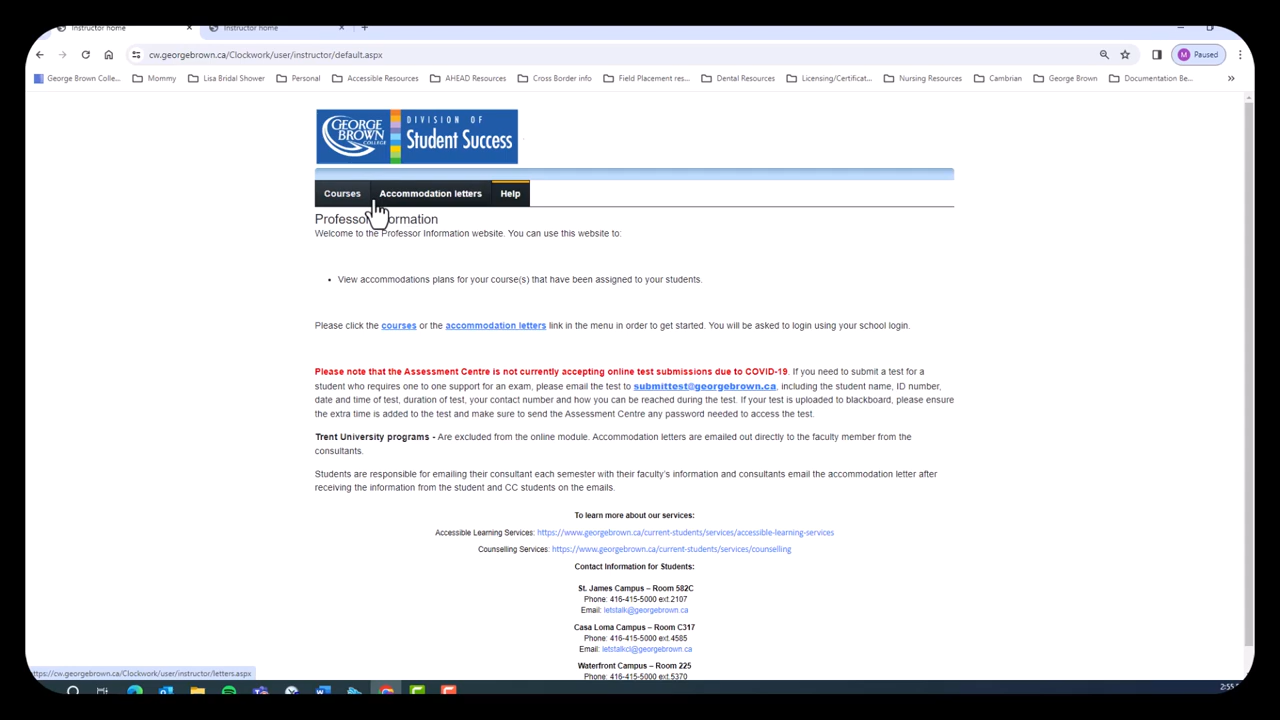 Instructor home
Instructor home
cw.georgebrown.ca/Clockwork/user/instructor/default.aspx
Paused
George Brown Colle... Mommy Lisa Bridal Shower Personal Accessible Resources AHEAD Resources Cross Border info Field Placement res... Dental Resources Licensing/Certificat... Nursing Resources Cambrian George Brown Documentation Be...
GEORGE BROWN COLLEGE
DIVISION OF
Student Success
Courses Accommodation letters Help
Professor Information
Welcome to the Professor Information website. You can use this website to:
• View accommodations plans for your course(s) that have been assigned to your students.
Please click the courses or the accommodation letters link in the menu in order to get started. You will be asked to login using your school login.
Please note that the Assessment Centre is not currently accepting online test submissions due to COVID-19. If you need to submit a test for a
student who requires one to one support for an exam, please email the test to submittest@georgebrown.ca, including the student name, ID number,
date and time of test, duration of test, your contact number and how you can be reached during the test. If your test is uploaded to blackboard, please ensure
the extra time is added to the test and make sure to send the Assessment Centre any password needed to access the test.
Trent University programs - Are excluded from the online module. Accommodation letters are emailed out directly to the faculty member from the
consultants.
Students are responsible for emailing their consultant each semester with their faculty's information and consultants email the accommodation letter after
receiving the information from the student and CC students on the emails.
To learn more about our services:
Accessible Learning Services: https://www.georgebrown.ca/current-students/services/accessible-learning-services
Counselling Services: https://www.georgebrown.ca/current-students/services/counselling
Contact Information for Students:
St. James Campus – Room 582C
Phone: 416-415-5000 ext.2107
Email: letstalk@georgebrown.ca
Casa Loma Campus – Room C317
Phone: 416-415-5000 ext.4585
Email: letstalkcl@georgebrown.ca
Waterfront Campus – Room 225
Phone: 416-415-5000 ext.5370
https://cw.georgebrown.ca/Clockwork/user/instructor/letters.aspx
2:55